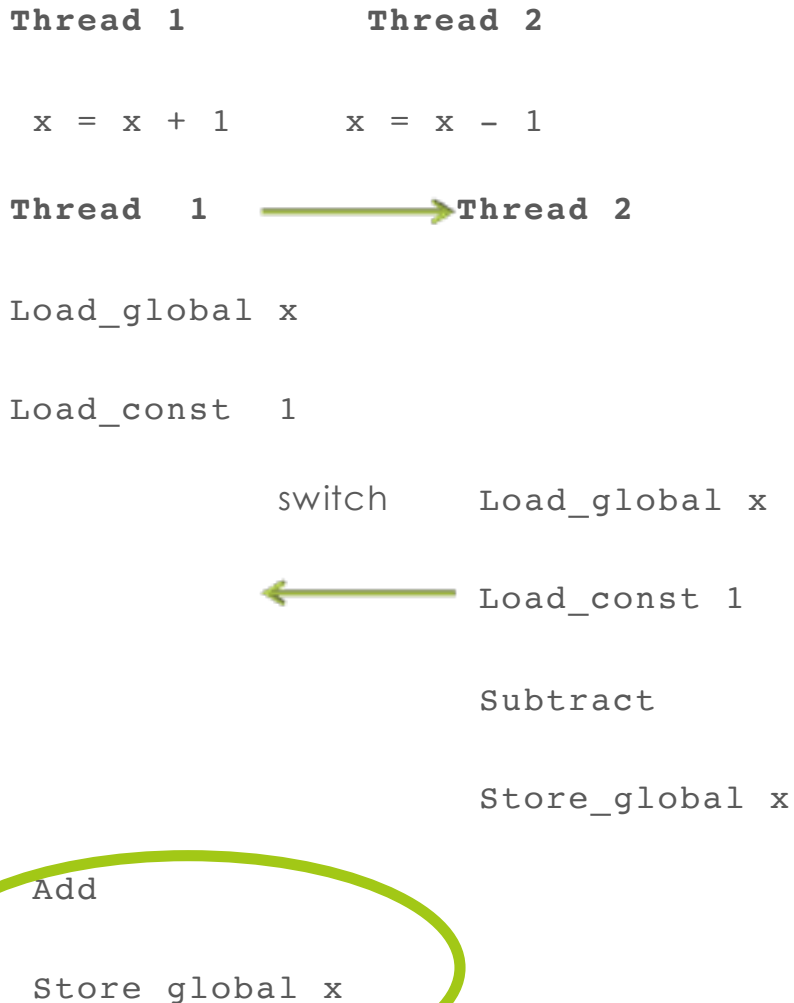 Thread 1 Thread 2
x = x + 1 x = x – 1
Thread 1 Thread 2
Load_global x
Load_const 1
switch Load_global x
Load_const 1
Subtract
Store_global x
Add
Store global x